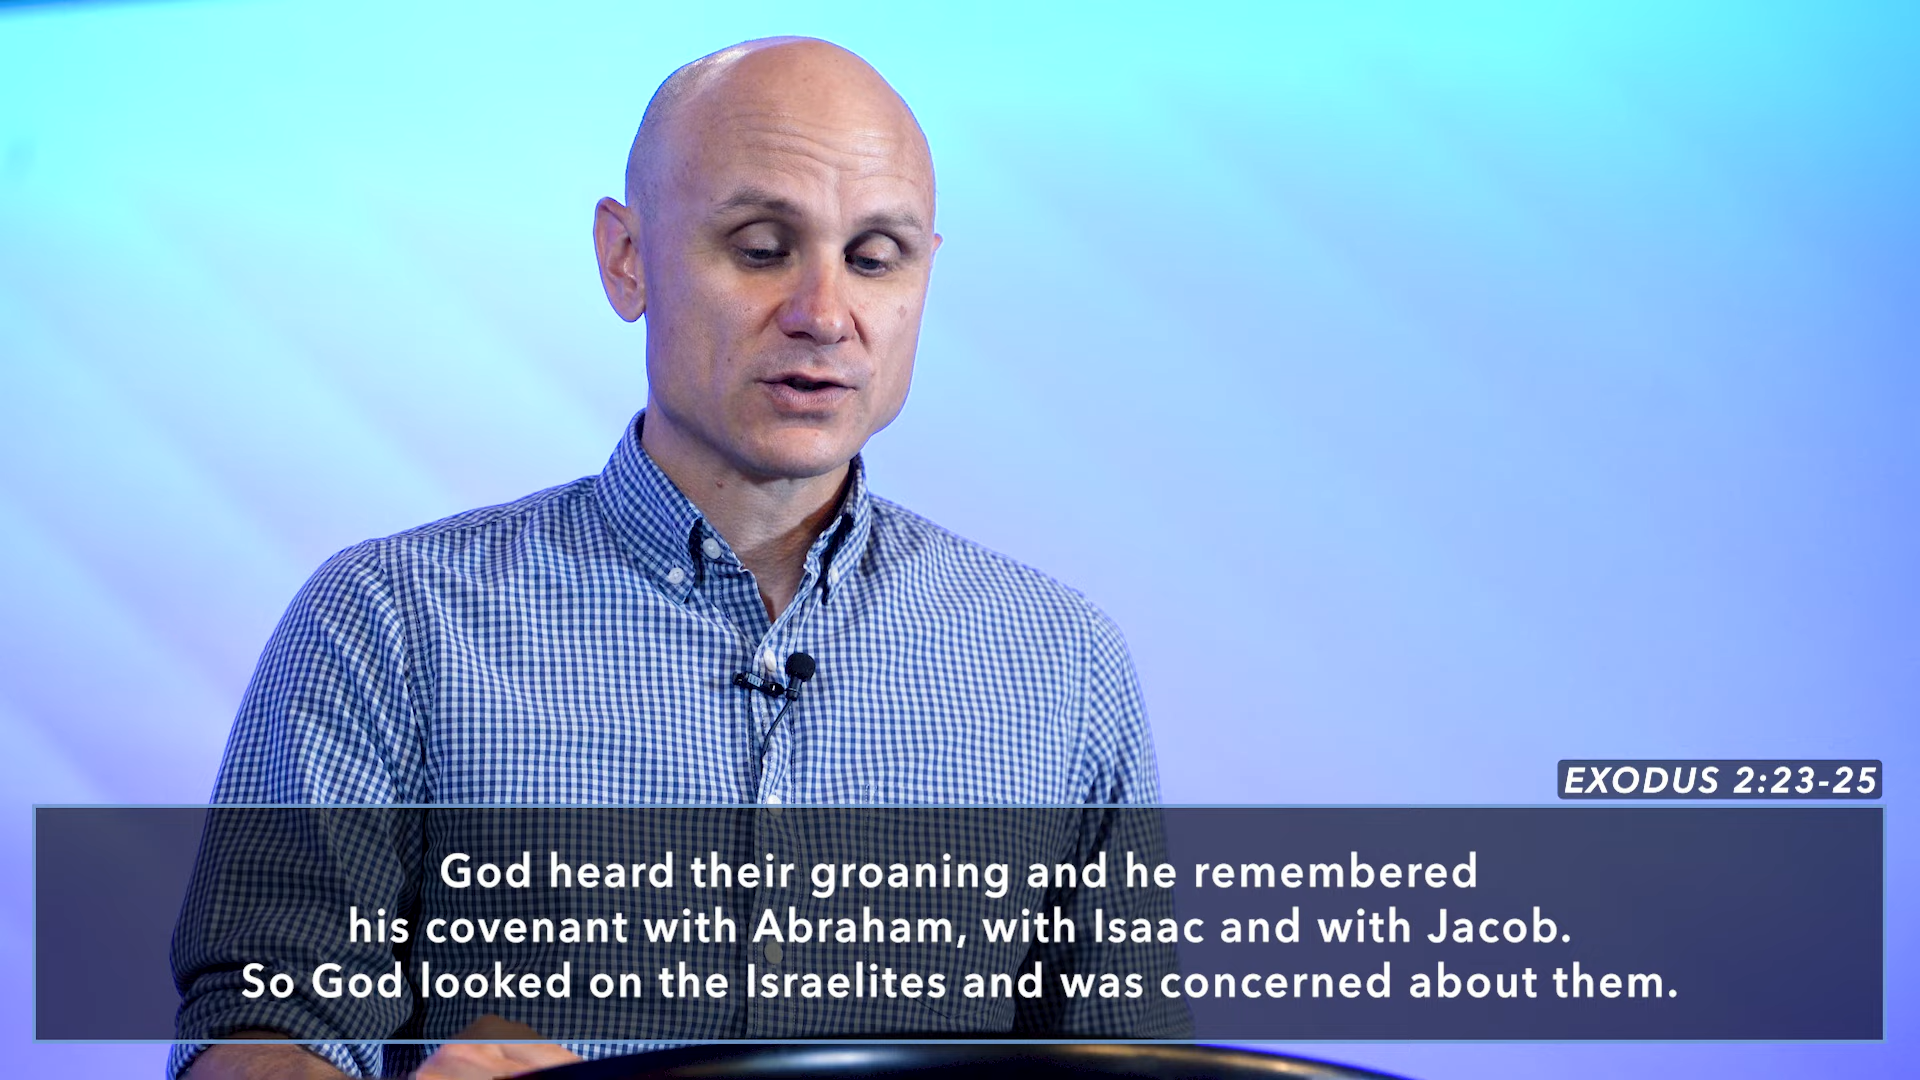 EXODUS 2:23-25
God heard their groaning and he remembered
his covenant with Abraham, with Isaac and with Jacob.
So God looked on the Israelites and was concerned about them.